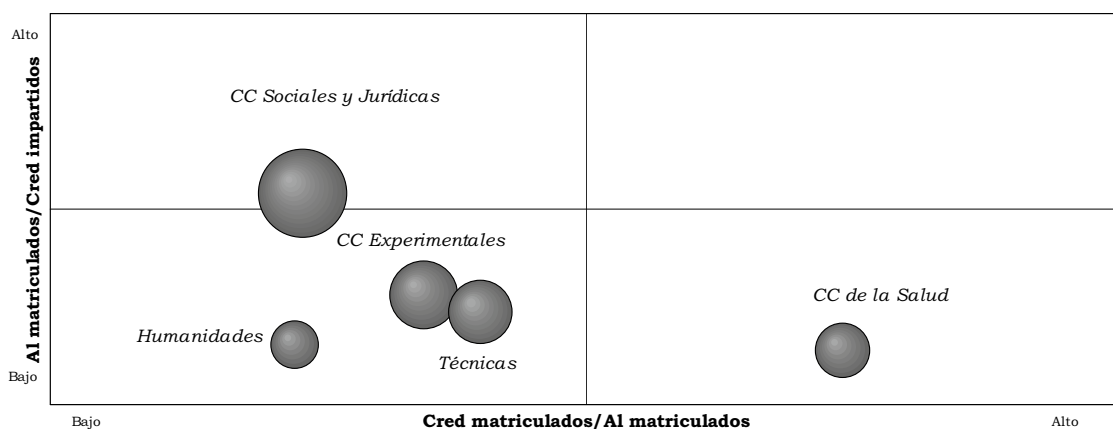 Alto
CC Sociales y Jurídicas
Al matriculados/Cred impartidos
CC Experimentales
CC de la Salud
Humanidades
Técnicas
Bajo
Bajo
Cred matriculados/Al matriculados
Alto